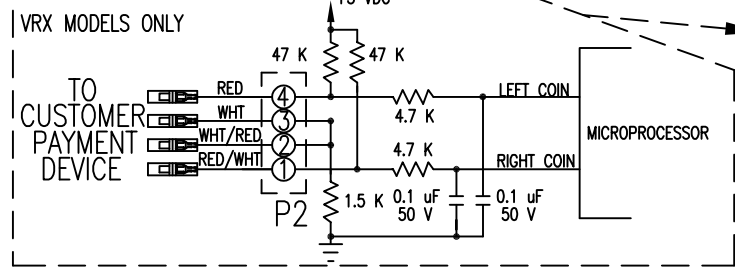 VRX MODELS ONLY
47 K
47 K
TO
CUSTOMER
PAYMENT
DEVICE
RED
WHT
WHT/RED
RED/WHT
4
3
2
1
P2
4.7 K
4.7 K
1.5 K
0.1 uF
50 V
0.1 uF
50 V
LEFT COIN
RIGHT COIN
MICROPROCESSOR